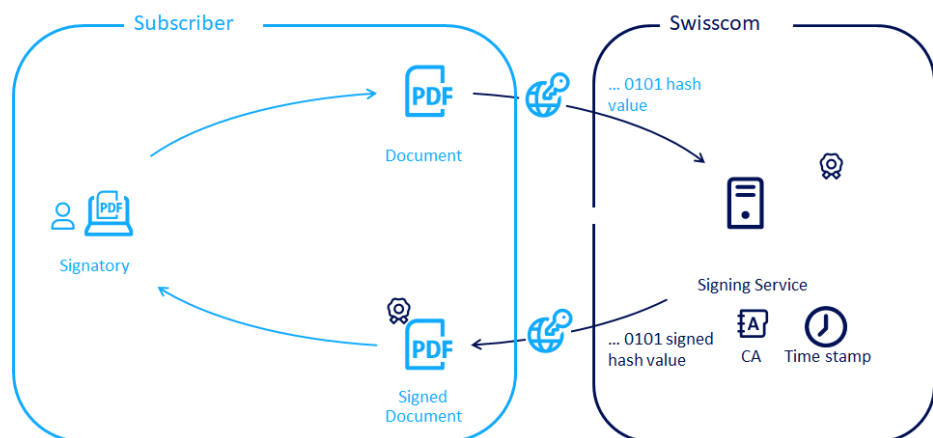 Subscriber
Swisscom
PDF
... 0101 hash
value
Document
PDF
Signatory
Signing Service
PDF
... 0101 signed
hash value
A
CA
Time stamp
Signed
Document